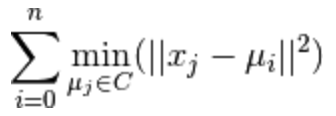 \sum_{i=0}^{n} \min_{\mu_j \in C} (||x_j - \mu_i||^2)